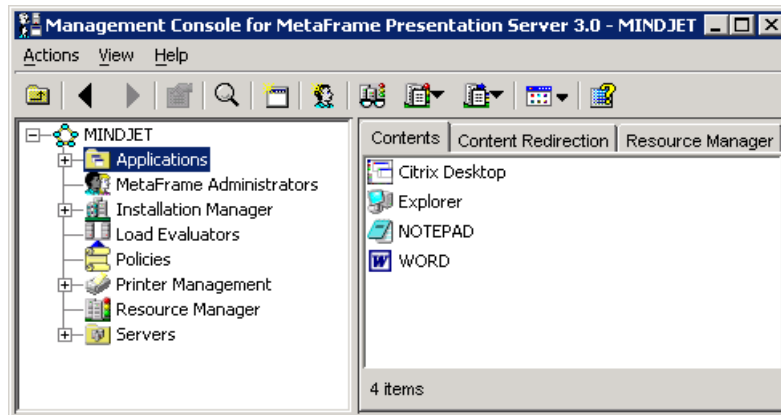 Management Console for MetaFrame Presentation Server 3.0 - MINDJET
Actions View Help
MINDJET
Applications
MetaFrame Administrators
Installation Manager
Load Evaluators
Policies
Printer Management
Resource Manager
Servers
Contents Content Redirection Resource Manager
Citrix Desktop
Explorer
NOTEPAD
WORD
4 items